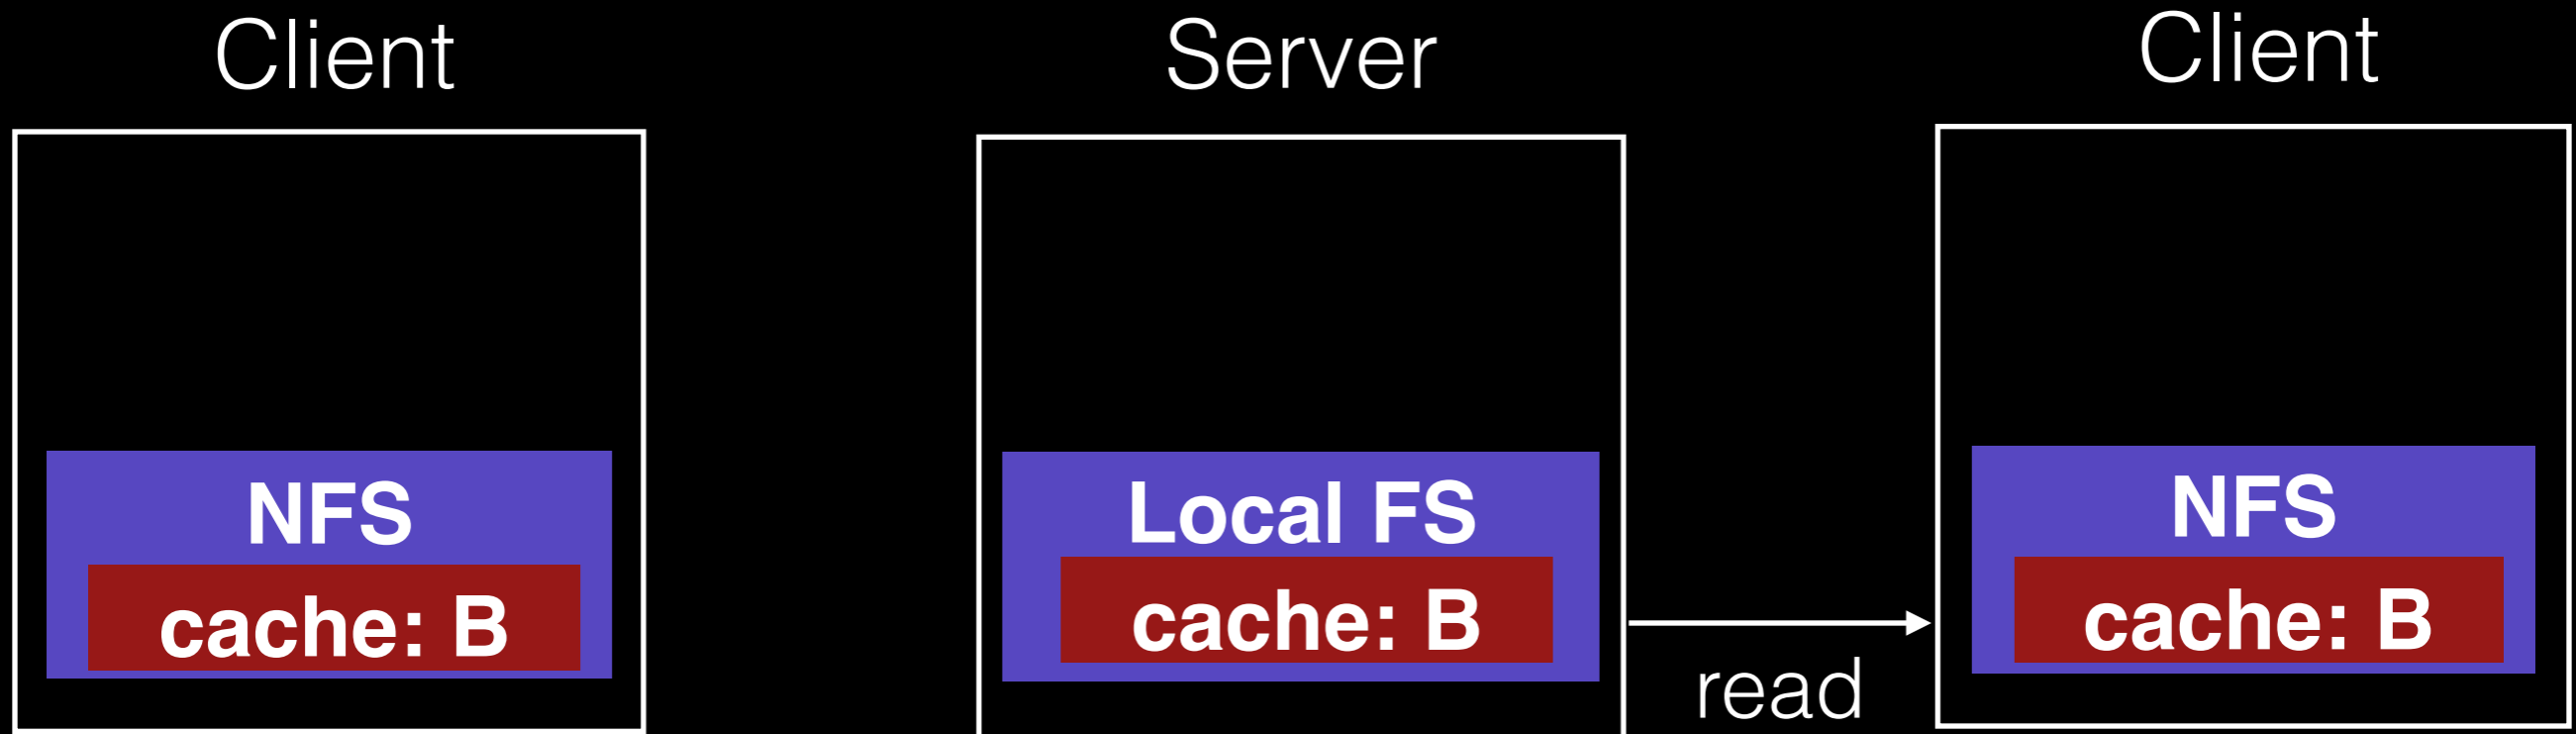 Client
NFS
cache: B
Server
Local FS
cache: B
read
Client
NFS
cache: B